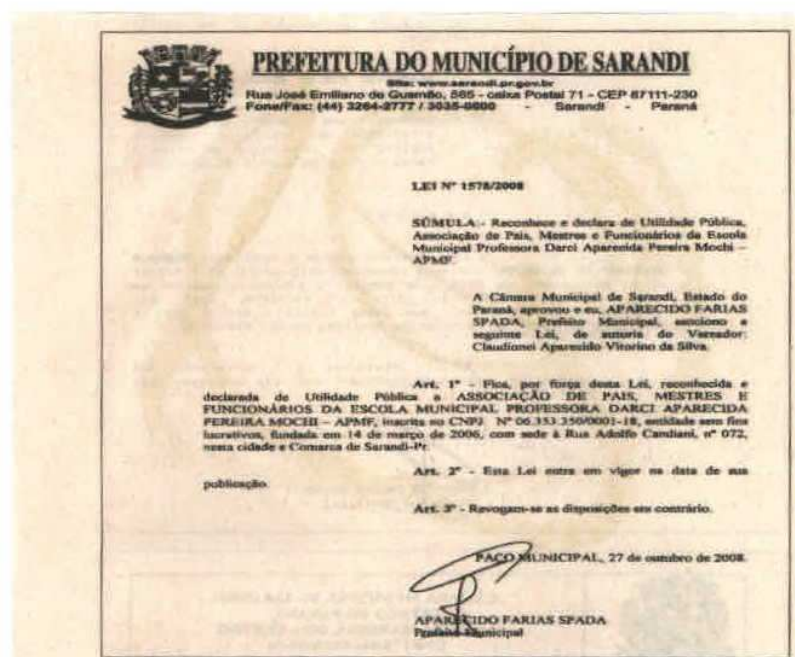 PREFEITURA DO MUNICÍPIO DE SARANDI
Site: www.sarandi.pr.gov.br
Rua José Emiliano de Gusmão, 565 - caixa Postal 71 - CEP 87111-230
Fone/Fax: (44) 3264-2777 / 3035-0000 - Sarandi - Paraná
LEI Nº 1578/2008
SÚMULA:- Reconhece e declara de Utilidade Pública,
Associação de Pais, Mestres e Funcionários da Escola
Municipal Professora Darci Aparecida Pereira Mochi –
APMF.
A Câmara Municipal de Sarandi, Estado do
Paraná, aprovou e eu, APARECIDO FARIAS
SPADA, Prefeito Municipal, sanciono a
seguinte Lei, de autoria do Vereador:
Claudionei Aparecido Vitorino da Silva.
Art. 1º - Fica, por força desta Lei, reconhecida e
declarada de Utilidade Pública a ASSOCIAÇÃO DE PAIS, MESTRES E
FUNCIONÁRIOS DA ESCOLA MUNICIPAL PROFESSORA DARCI APARECIDA
PEREIRA MOCHI – APMF, inscrita no CNPJ Nº 06.353.350/0001-18, entidade sem fins
lucrativos, fundada em 14 de março de 2006, com sede à Rua Adolfo Candiani, nº 072,
nesta cidade e Comarca de Sarandi-Pr.
Art. 2º - Esta Lei entra em vigor na data de sua
publicação.
Art. 3º - Revogam-se as disposições em contrário.
PAÇO MUNICIPAL, 27 de outubro de 2008.
APARECIDO FARIAS SPADA
Prefeito Municipal